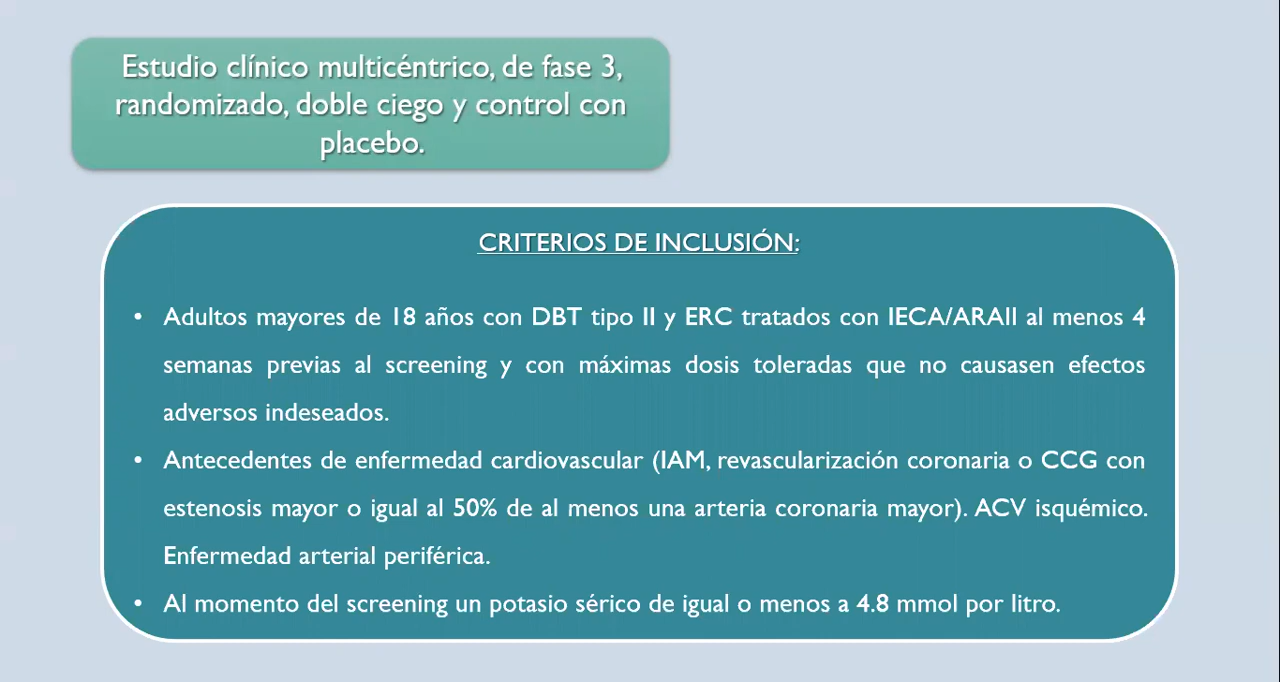 Estudio clínico multicéntrico, de fase 3,
randomizado, doble ciego y control con
placebo.
CRITERIOS DE INCLUSIÓN:
• Adultos mayores de 18 años con DBT tipo II y ERC tratados con IECA/ARAII al menos 4
semanas previas al screening y con máximas dosis toleradas que no causasen efectos
adversos indeseados.
• Antecedentes de enfermedad cardiovascular (IAM, revascularización coronaria o CCG con
estenosis mayor o igual al 50% de al menos una arteria coronaria mayor). ACV isquémico.
Enfermedad arterial periférica.
• Al momento del screening un potasio sérico de igual o menos a 4.8 mmol por litro.